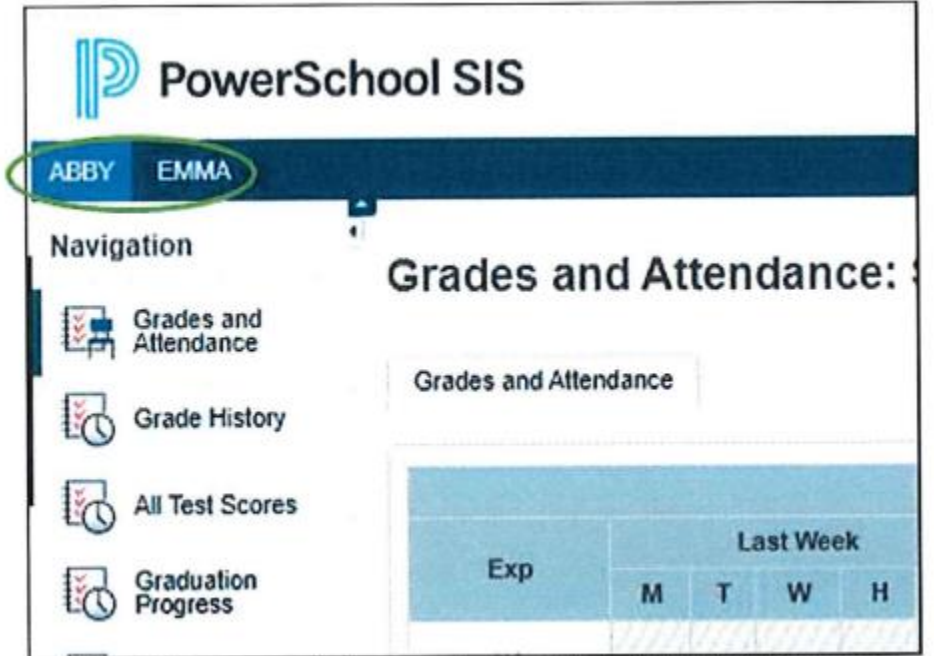 PowerSchool SIS
ABBY EMMA
Navigation
Grades and Attendance:
Grades and
Attendance
Grades and Attendance
Grade History
All Test Scores
Graduation
Progress
Exp
Last Week
M T W H